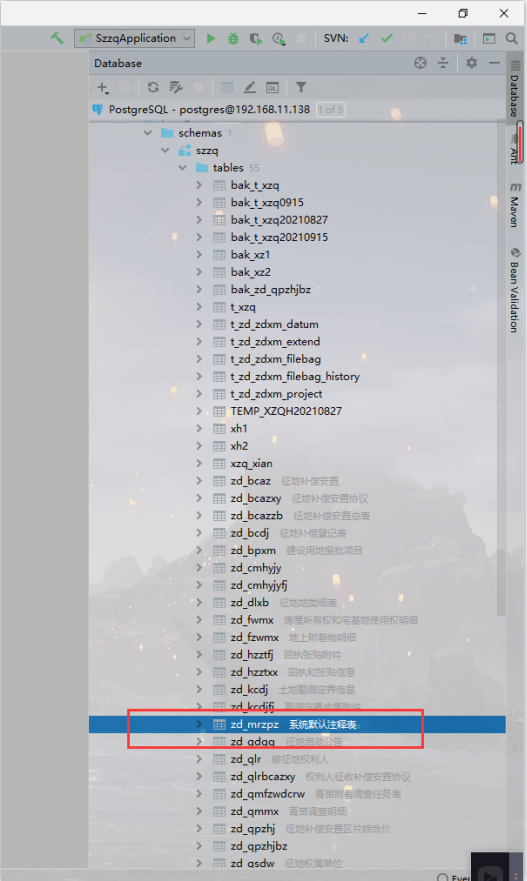 SzzqApplication
SVN:
Database
PostgreSQL - postgres@192.168.11.138 1 of 5
schemas 1
szzq
tables 55
bak_t_xzq
bak_t_xzq0915
bak_t_xzq20210827
bak_t_xzq20210915
bak_xz1
bak_xz2
bak_zd_qpzhjbz
t_xzq
t_zd_zdxm_datum
t_zd_zdxm_extend
t_zd_zdxm_filebag
t_zd_zdxm_filebag_history
t_zd_zdxm_project
TEMP_XZQH20210827
xh1
xh2
xzq_xian
zd_bcaz 征地补偿安置
zd_bcazxy 征地补偿安置协议
zd_bcazzb 征地补偿安置总表
zd_bcdj 征地补偿登记表
zd_bpxm 建设用地报批项目
zd_cmhyjy
zd_cmhyjyfj
zd_dlxb 征地地类细表
zd_fwmx 房屋所有权和宅基地使用权明细
zd_fzwmx 地上附着物明细
zd_hzztfj 回执张贴附件
zd_hzztxx 回执和张贴信息
zd_kcdj 土地勘测定界信息
zd_kcdjfj 勘测定界成果附件
zd_mrzpz 系统默认注释表
zd_qdgg 征地启动公告
zd_qlr 被征地权利人
zd_qlrbcazxy 权利人征收补偿安置协议
zd_qmfzwdcrw 青苗附着调查任务表
zd_qmmx 青苗调查明细
zd_qpzhj 征地补偿安置区片综合价
zd_qpzhjbz
zd_qsdw 征地权属单位
Database
Ant
Maven
Bean Validation